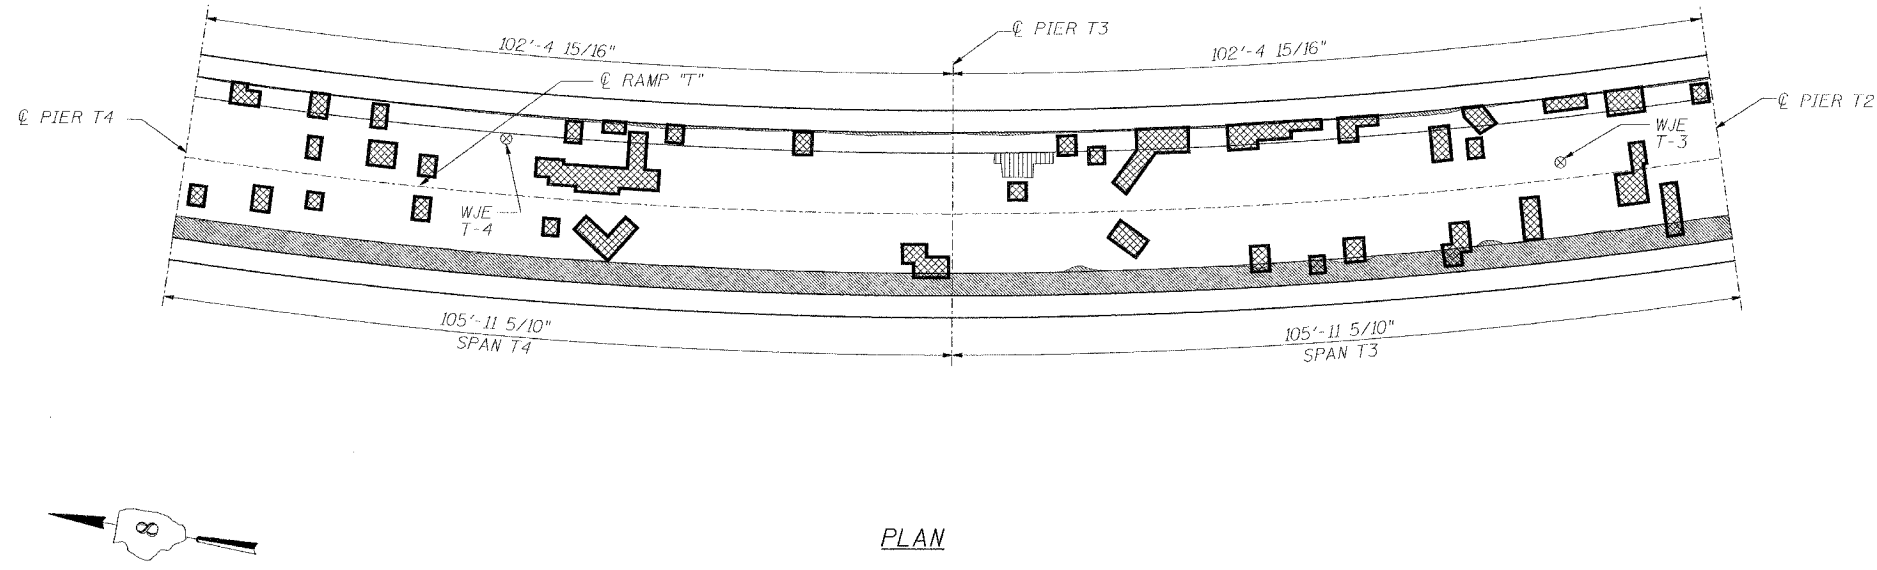 ℄ PIER T3
102'-4 15/16"
102'-4 15/16"
℄ RAMP "T"
℄ PIER T4
℄ PIER T2
WJE
T-3
WJE
T-4
105'-11 5/10"
SPAN T4
105'-11 5/10"
SPAN T3
8
PLAN